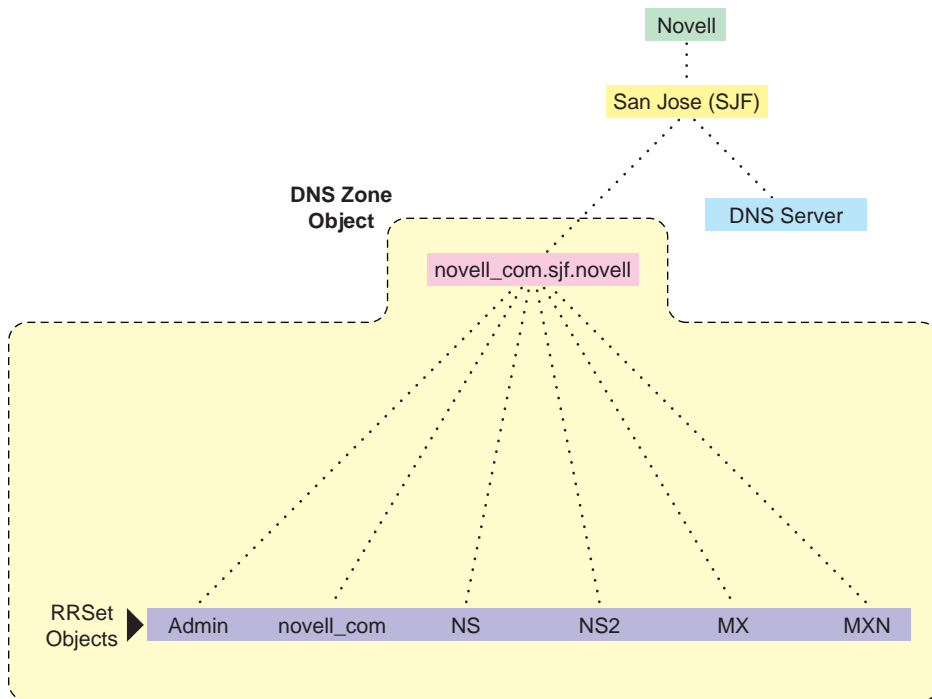 Novell
San Jose (SJF)
DNS Zone
Object
DNS Server
novell_com.sjf.novell
RRSet
Objects
Admin
novell_com
NS
NS2
MX
MXN